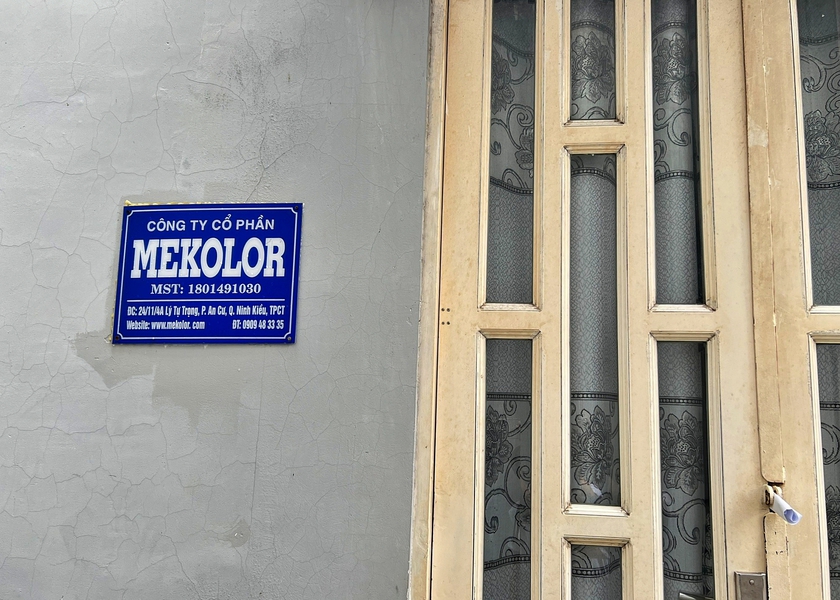 CÔNG TY CỔ PHẦN
MEKOLOR
MST: 1801491030
ĐC: 24/11/4A Lý Tự Trọng, P. An Cư, Q. Ninh Kiều, TPCT
Website: www.mekolor.com ĐT: 0909 48 33 35